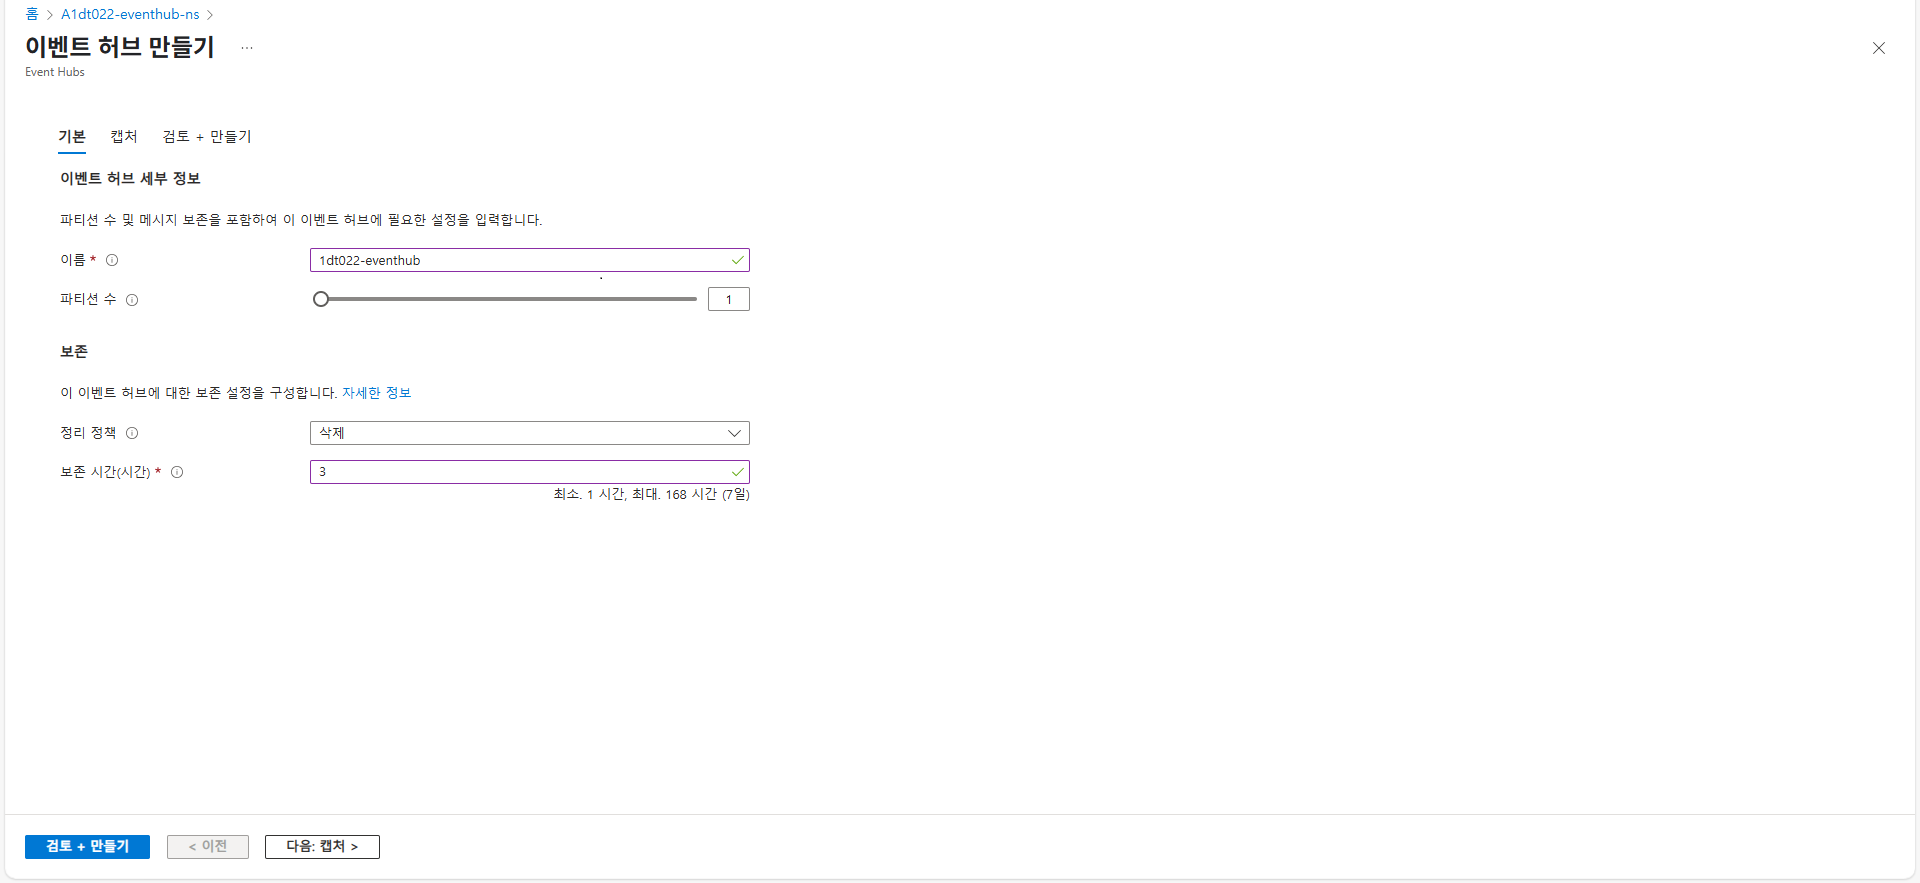 홈 > A1dt022-eventhub-ns >
이벤트 허브 만들기 ...
Event Hubs
기본 캡처 검토 + 만들기
이벤트 허브 세부 정보
파티션 수 및 메시지 보존을 포함하여 이 이벤트 허브에 필요한 설정을 입력합니다.
이름 * 1dt022-eventhub
파티션 수 1
보존
이 이벤트 허브에 대한 보존 설정을 구성합니다. 자세한 정보
정리 정책 삭제
보존 시간(시간) * 3
최소. 1 시간, 최대. 168 시간 (7일)
검토 + 만들기 < 이전 다음: 캡처 >